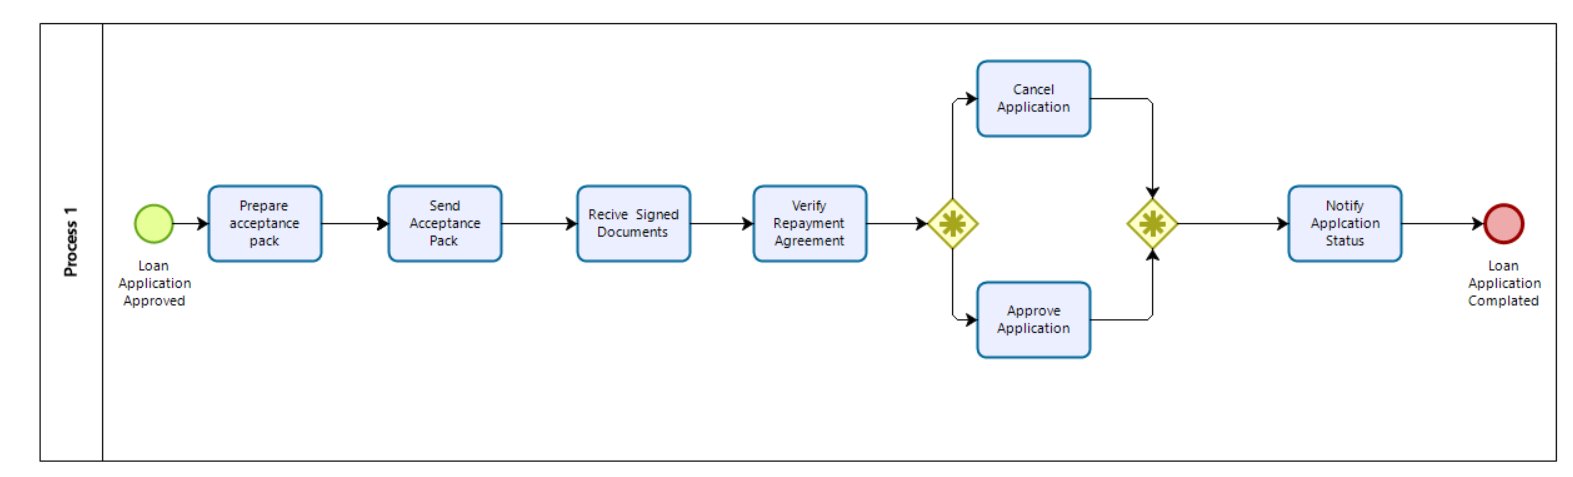 Process 1
Loan
Application
Approved
Prepare
acceptance
pack
Send
Acceptance
Pack
Recive Signed
Documents
Verify
Repayment
Agreement
Cancel
Application
Approve
Application
Notify
Applcation
Status
Loan
Application
Complated